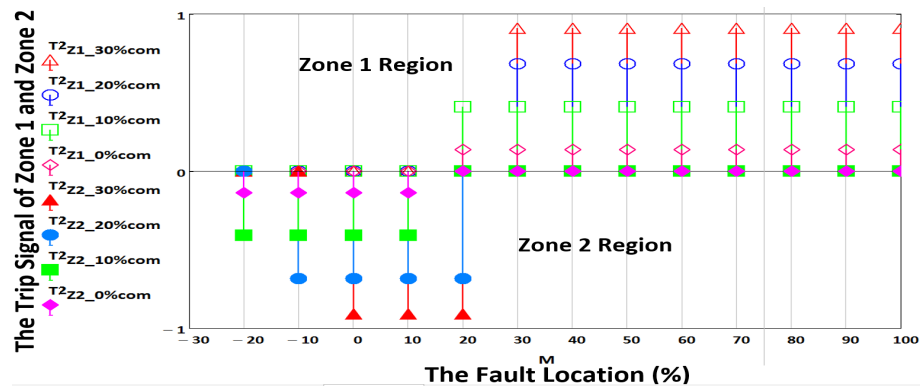 The Trip Signal of Zone 1 and Zone 2
T²Z1_30%com
T²Z1_20%com
T²Z1_10%com
T²Z1_0%com
T²Z2_30%com
T²Z2_20%com
T²Z2_10%com
T²Z2_0%com
1
0
−1
Zone 1 Region
Zone 2 Region
−30 −20 −10 0 10 20 30 40 50 60 70 80 90 100
M
The Fault Location (%)